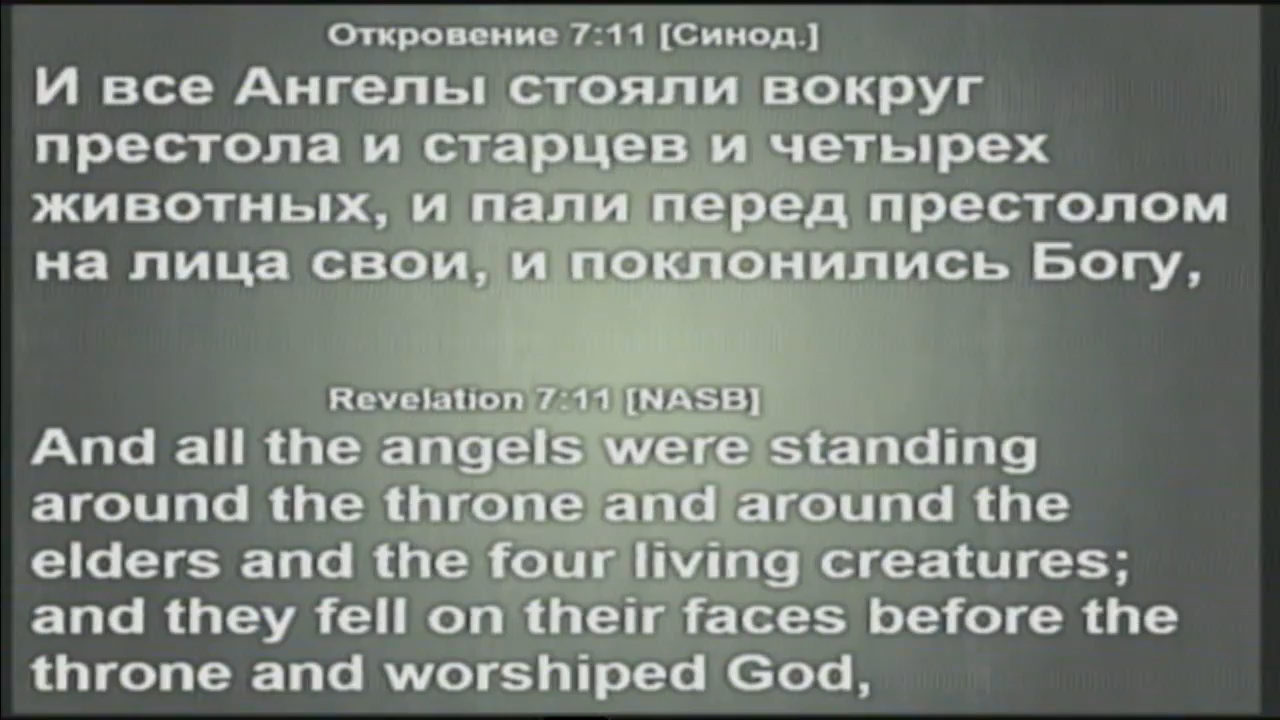 Откровение 7:11 [Синод.]
И все Ангелы стояли вокруг
престола и старцев и четырех
животных, и пали перед престолом
на лица свои, и поклонились Богу,
Revelation 7:11 [NASB]
And all the angels were standing
around the throne and around the
elders and the four living creatures;
and they fell on their faces before the
throne and worshiped God,